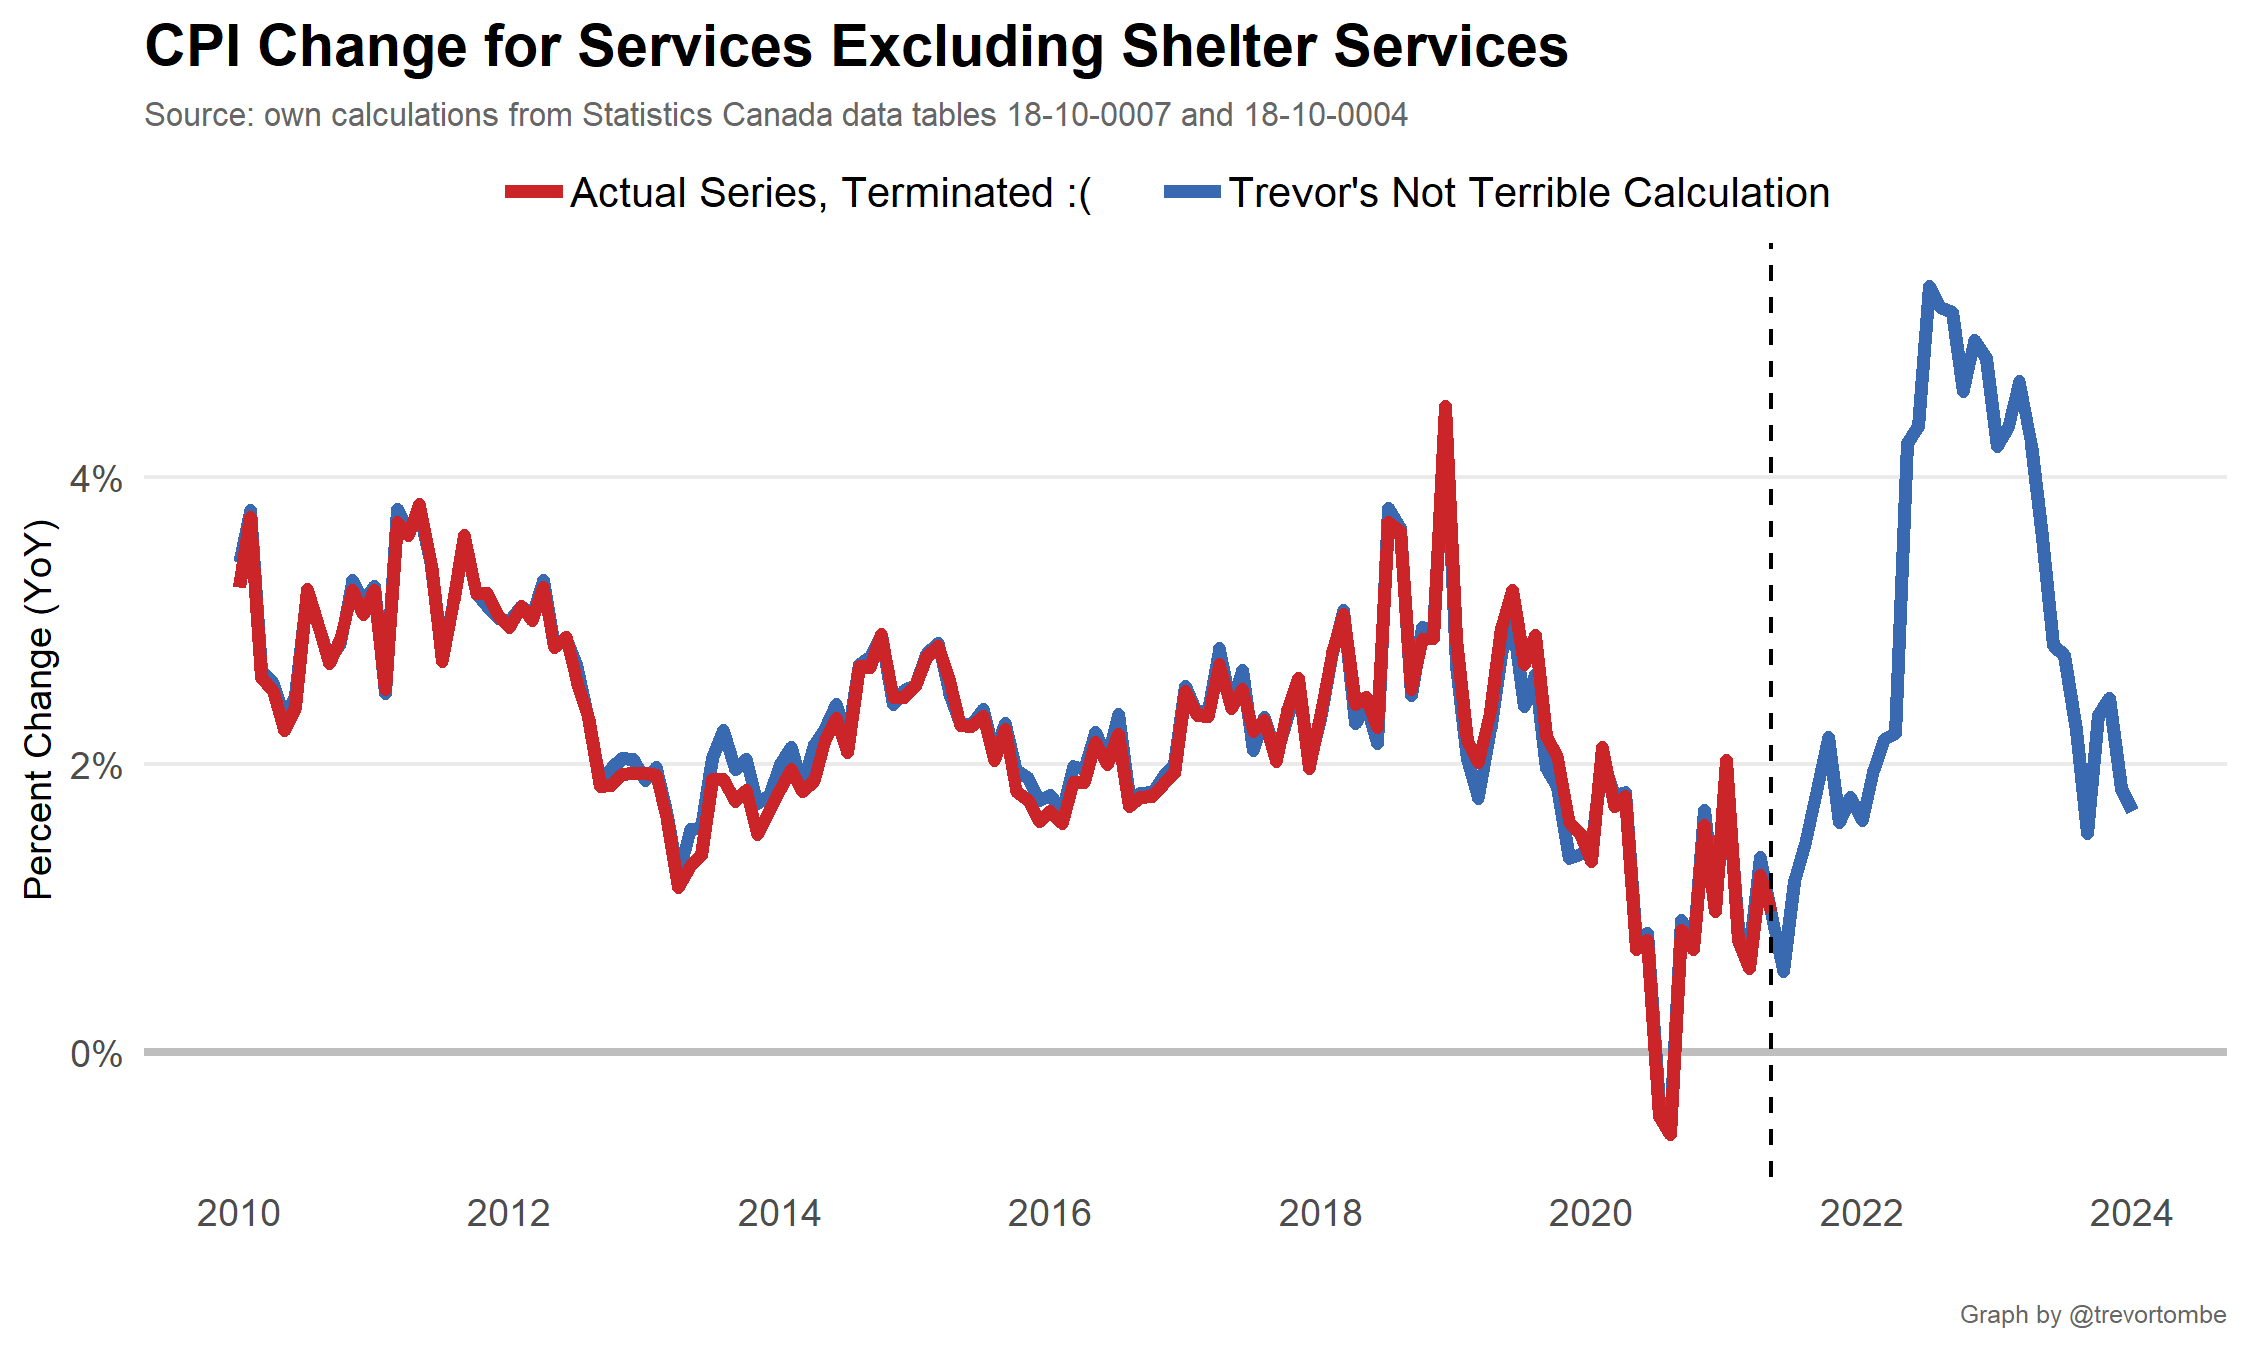 CPI Change for Services Excluding Shelter Services
Source: own calculations from Statistics Canada data tables 18-10-0007 and 18-10-0004
Actual Series, Terminated :(
Trevor's Not Terrible Calculation
Percent Change (YoY)
4%
2%
0%
2010
2012
2014
2016
2018
2020
2022
2024
Graph by @trevortombe